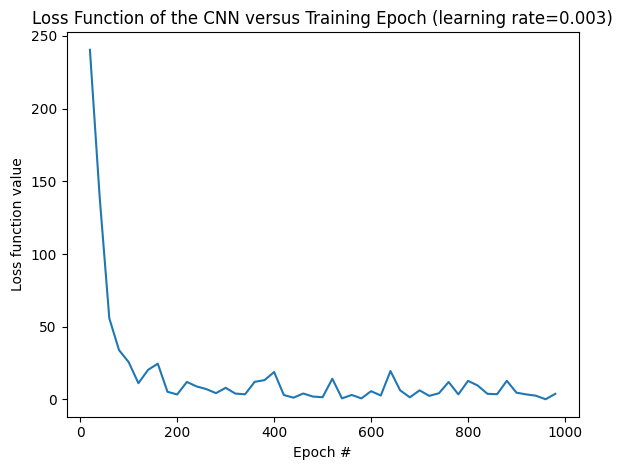 Loss Function of the CNN versus Training Epoch (learning rate=0.003)
250
200
150
100
50
0
Loss function value
0 200 400 600 800 1000
Epoch #